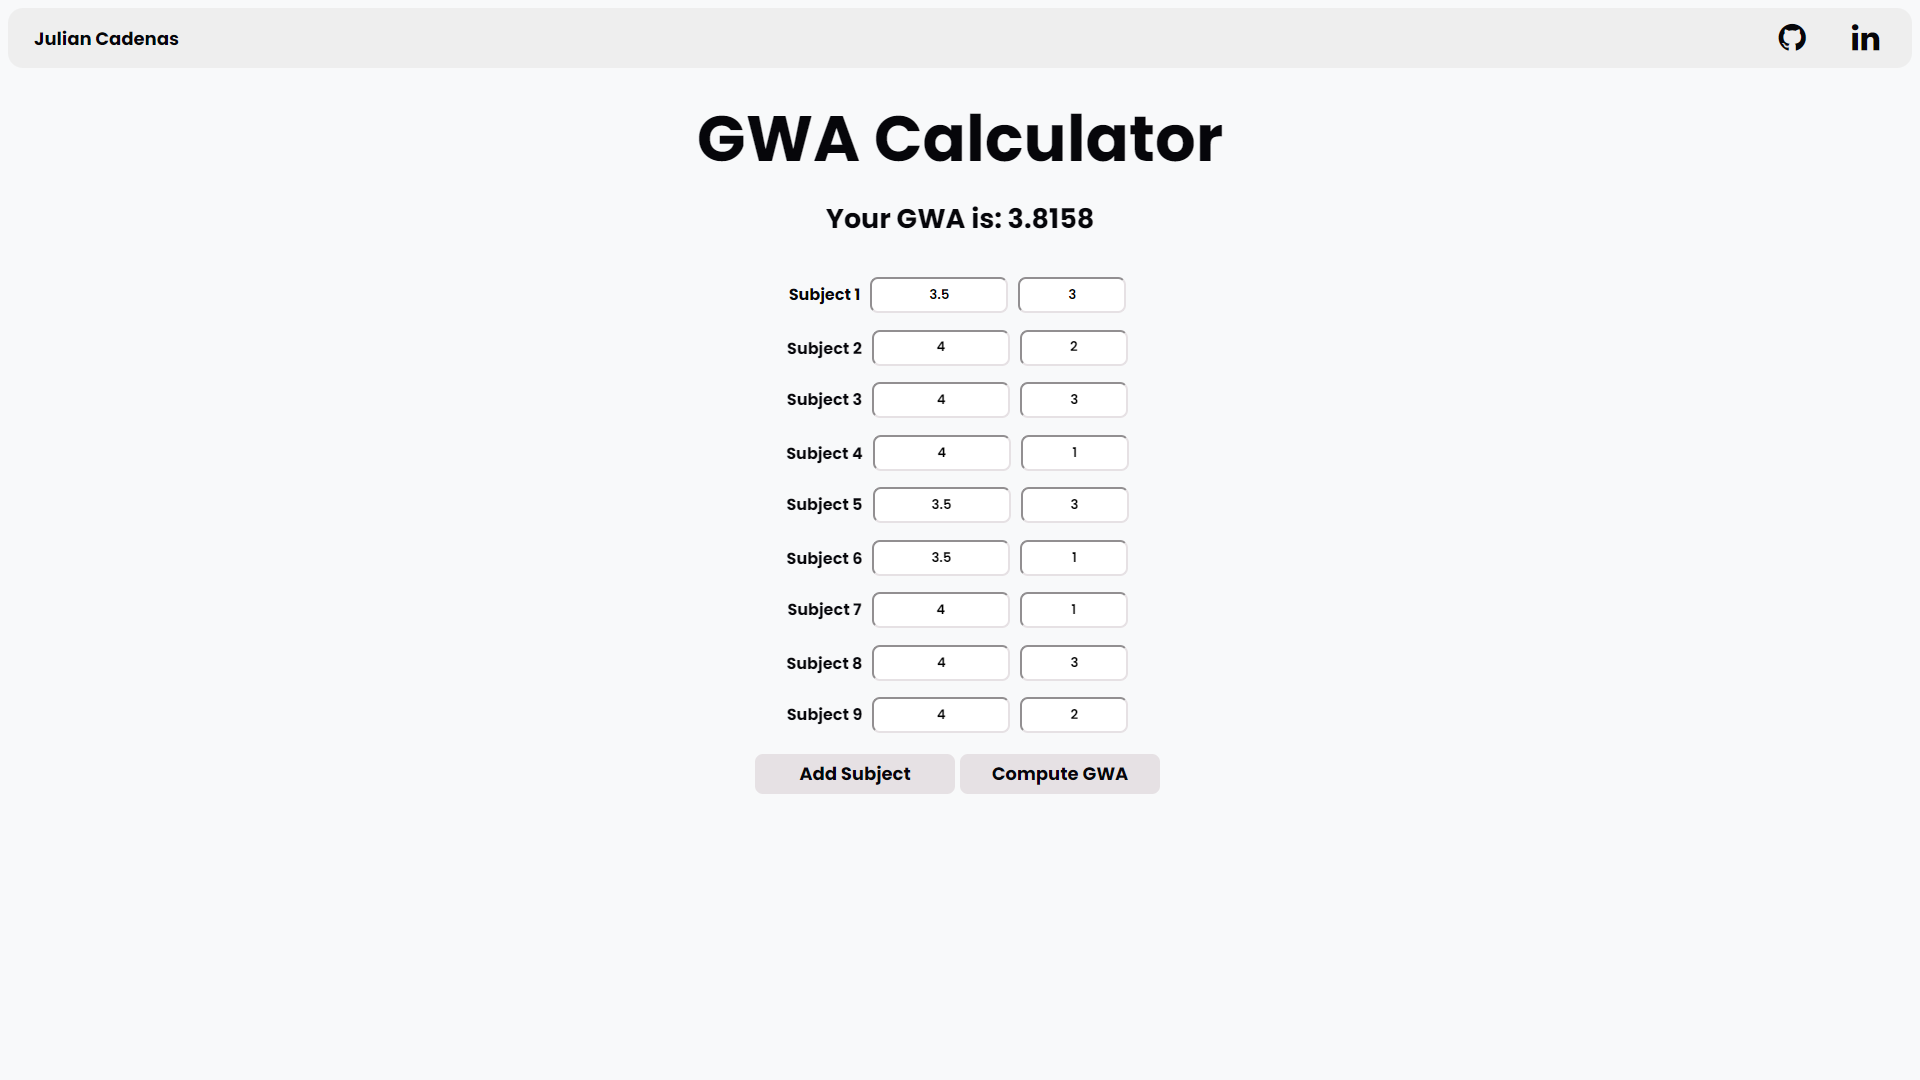 Julian Cadenas
GWA Calculator
Your GWA is: 3.8158
Subject 1 3.5 3
Subject 2 4 2
Subject 3 4 3
Subject 4 4 1
Subject 5 3.5 3
Subject 6 3.5 1
Subject 7 4 1
Subject 8 4 3
Subject 9 4 2
Add Subject Compute GWA